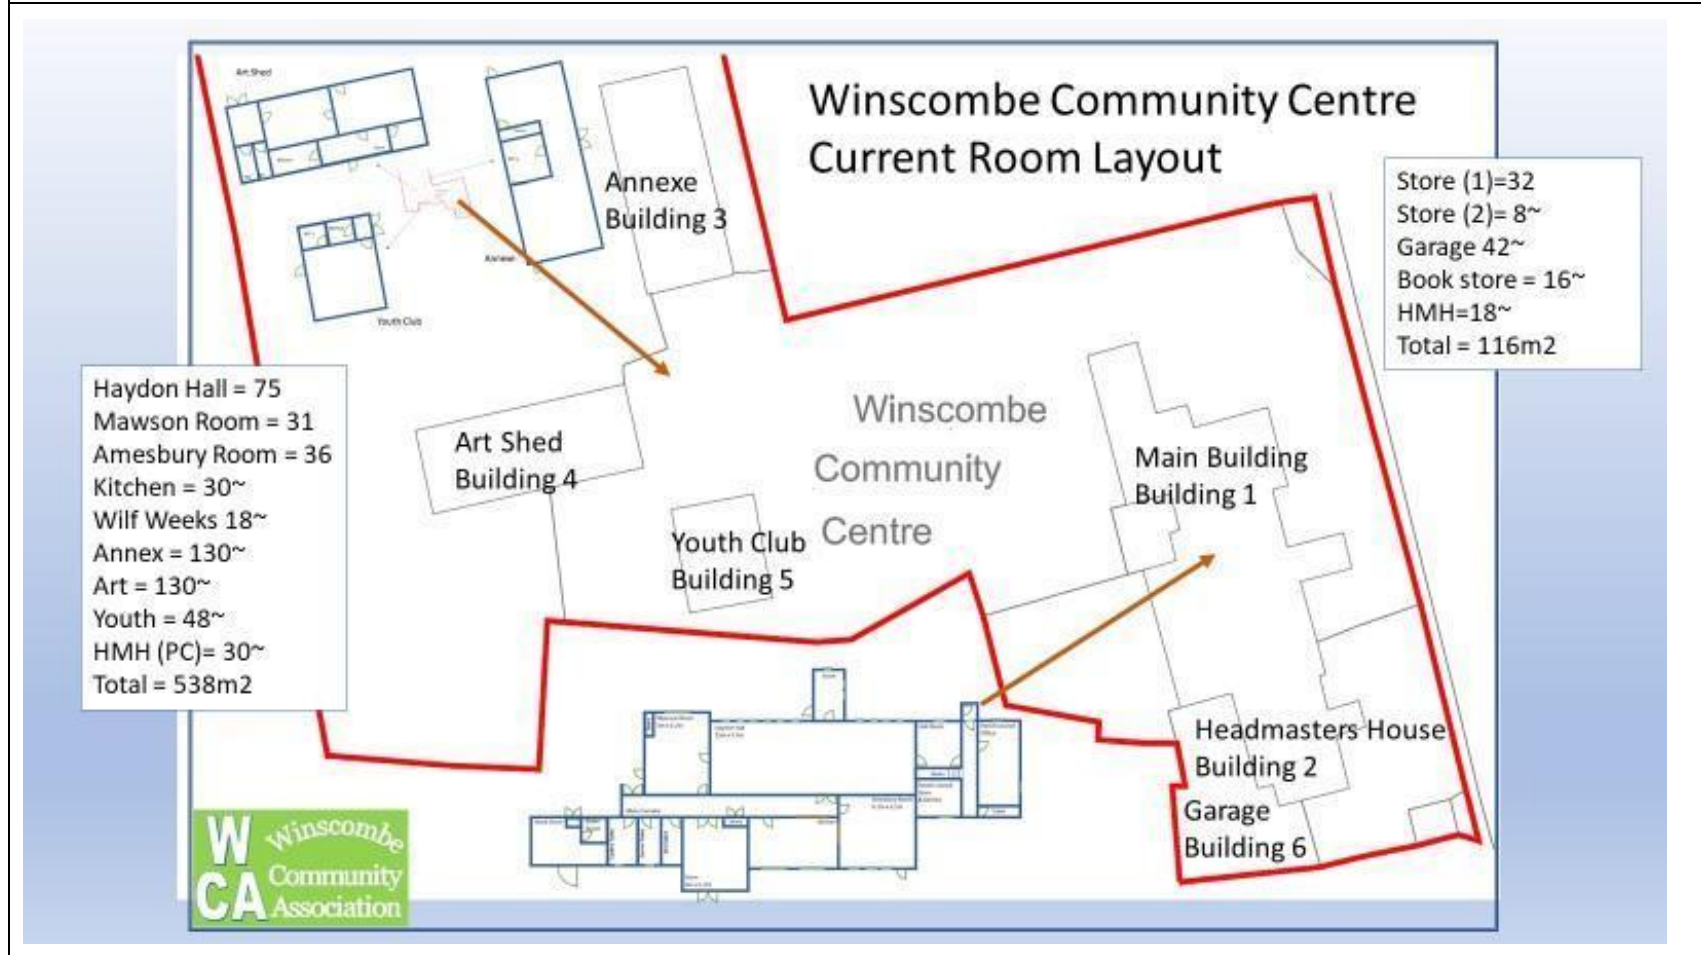 Winscombe Community Centre
Current Room Layout
Art Shed
Annexe
Youth Club
Annexe
Building 3
Store (1)=32
Store (2)= 8~
Garage 42~
Book store = 16~
HMH=18~
Total = 116m2
Haydon Hall = 75
Mawson Room = 31
Amesbury Room = 36
Kitchen = 30~
Wilf Weeks 18~
Annex = 130~
Art = 130~
Youth = 48~
HMH (PC)= 30~
Total = 538m2
Art Shed
Building 4
Winscombe
Community
Centre
Youth Club
Building 5
Main Building
Building 1
Headmasters House
Building 2
Garage
Building 6
W
CA
Winscombe
Community
Association